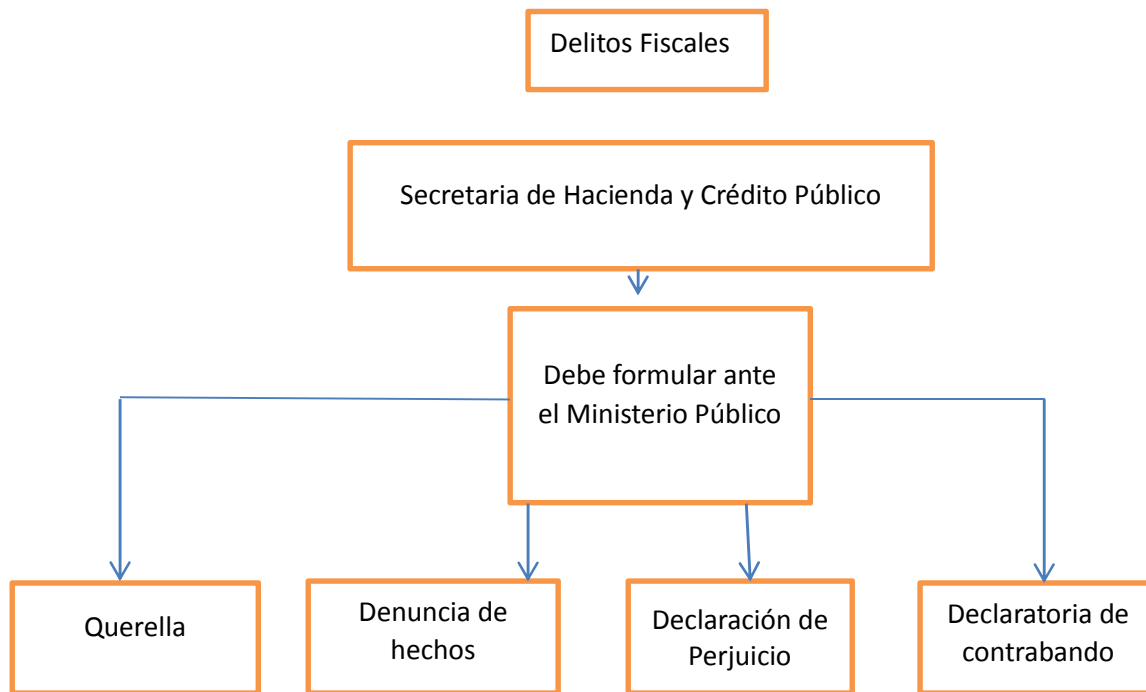 Delitos Fiscales
Secretaria de Hacienda y Crédito Público
Debe formular ante
el Ministerio Público
Querella
Denuncia de
hechos
Declaración de
Perjuicio
Declaratoria de
contrabando